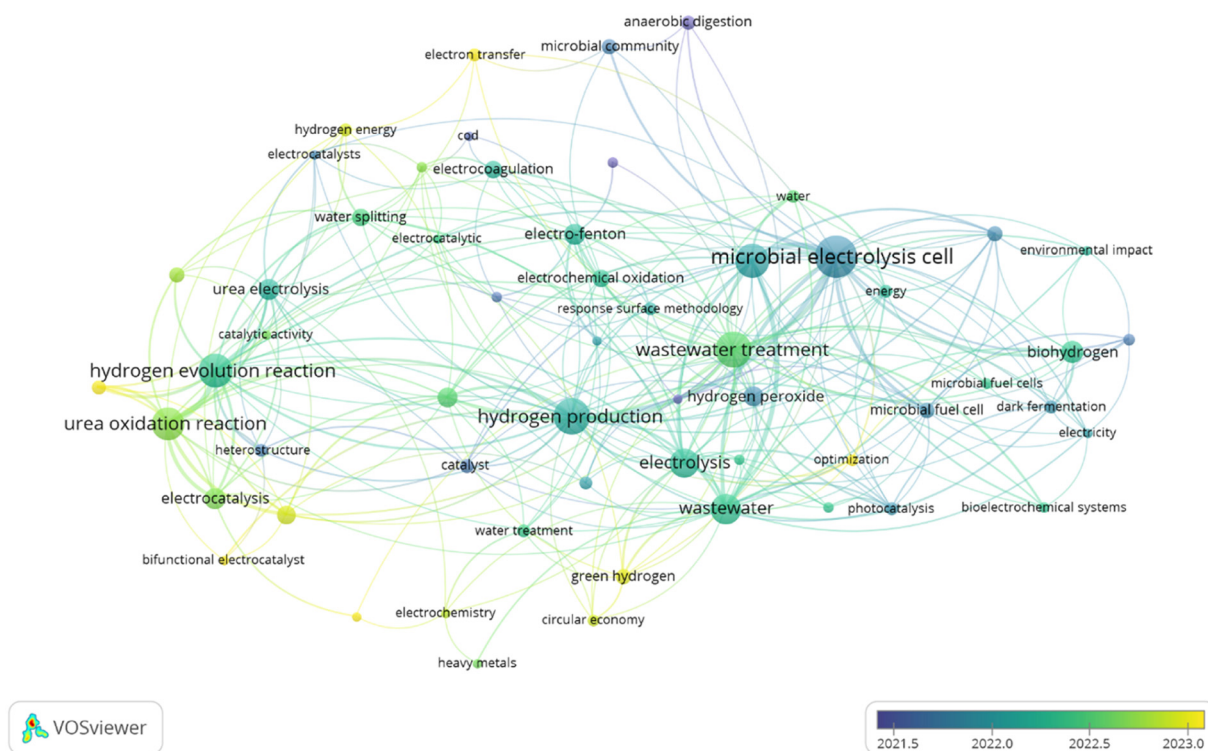 anaerobic digestion
microbial community
electron transfer
hydrogen energy
cod
electrocatalysts
electrocoagulation
water
water splitting
electro-fenton
electrocatalytic
environmental impact
microbial electrolysis cell
electrochemical oxidation
urea electrolysis
energy
response surface methodology
catalytic activity
wastewater treatment
biohydrogen
hydrogen evolution reaction
microbial fuel cells
hydrogen peroxide
dark fermentation
microbial fuel cell
hydrogen production
urea oxidation reaction
electricity
heterostructure
optimization
electrolysis
catalyst
electrocatalysis
wastewater
photocatalysis
bioelectrochemical systems
water treatment
bifunctional electrocatalyst
green hydrogen
electrochemistry
circular economy
heavy metals
VOSviewer
2021.5 2022.0 2022.5 2023.0